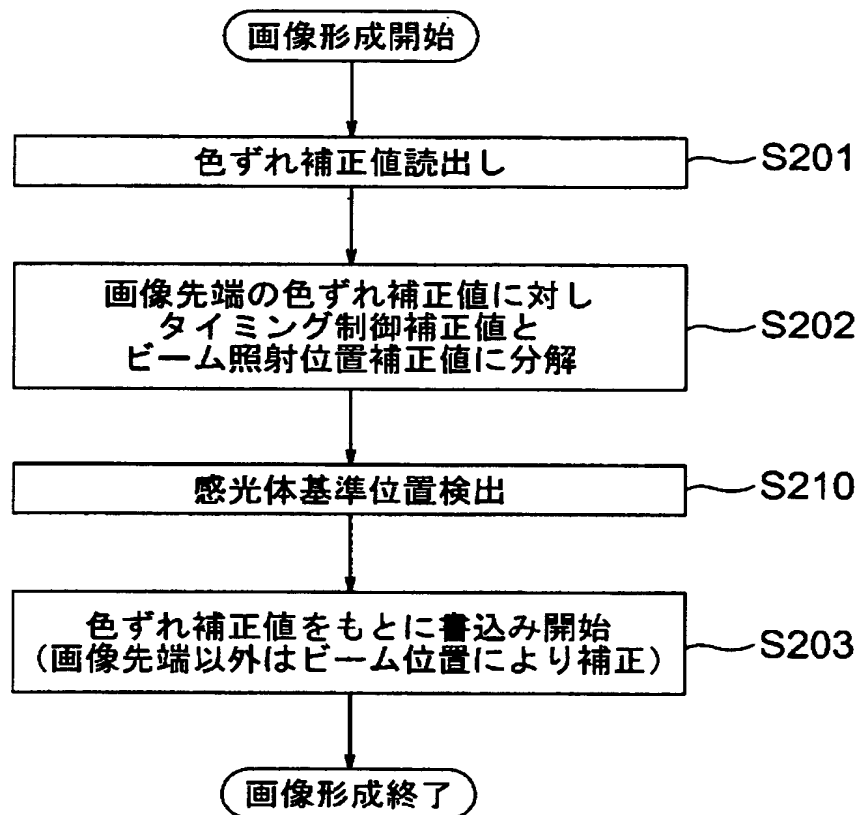 画像形成開始
色ずれ補正値読出し
S201
画像先端の色ずれ補正値に対し
タイミング制御補正値と
ビーム照射位置補正値に分解
S202
感光体基準位置検出
S210
色ずれ補正値をもとに書込み開始
(画像先端以外はビーム位置により補正)
S203
画像形成終了